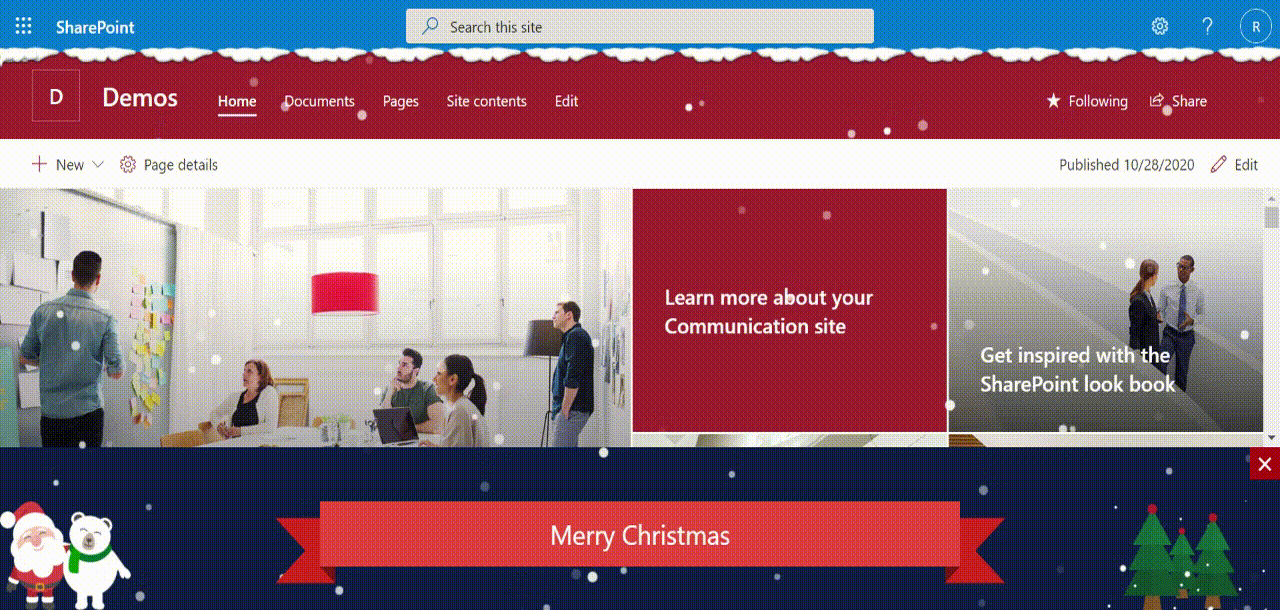 SharePoint
Search this site
R
D
Demos
Home
Documents
Pages
Site contents
Edit
Following
Share
New
Page details
Published 10/28/2020
Edit
Learn more about your
Communication site
Get inspired with the
SharePoint look book
Merry Christmas